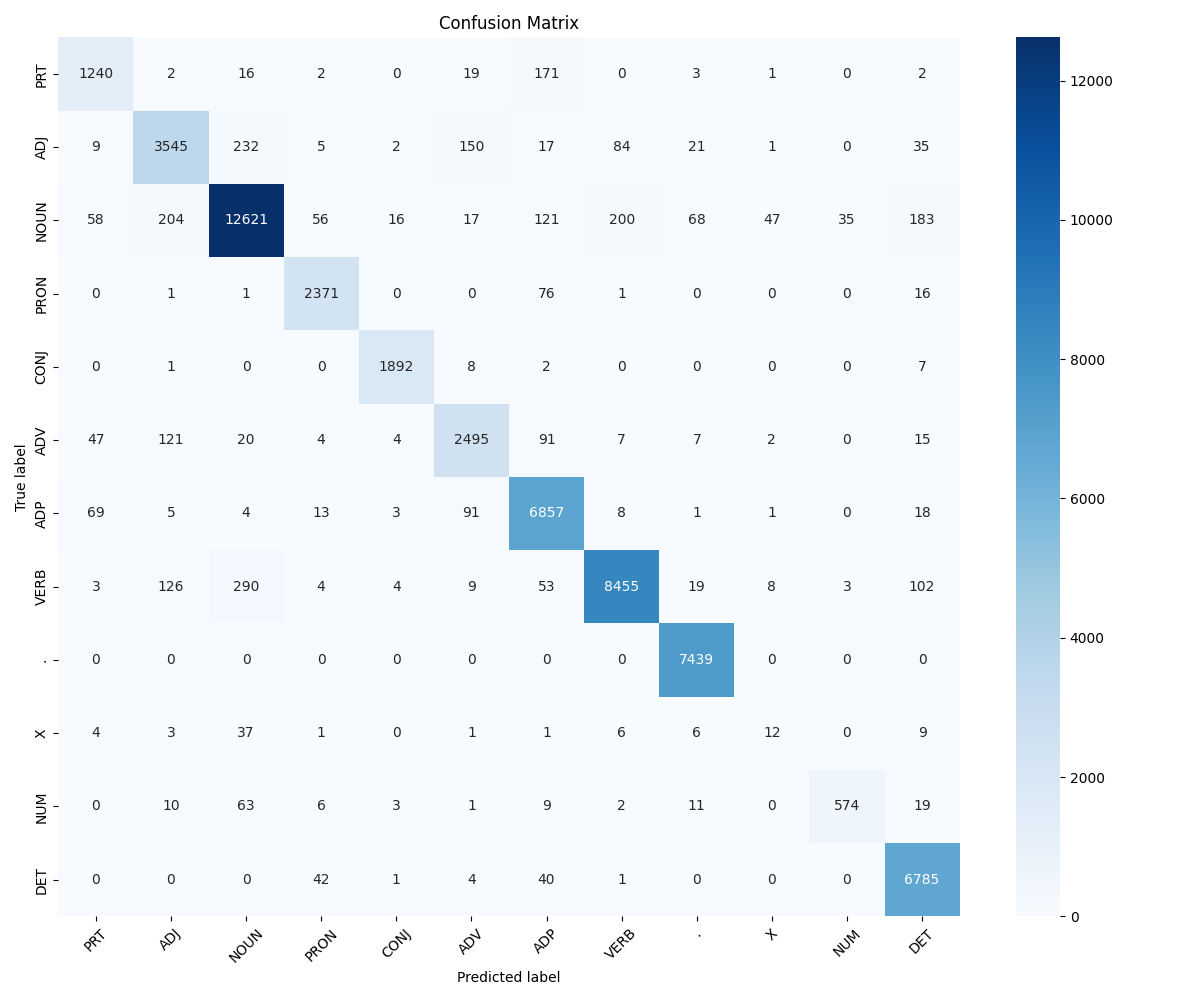 Confusion Matrix
PRT 1240 2 16 2 0 19 171 0 3 1 0 2
ADJ 9 3545 232 5 2 150 17 84 21 1 0 35
NOUN 58 204 12621 56 16 17 121 200 68 47 35 183
PRON 0 1 1 2371 0 0 76 1 0 0 0 16
CONJ 0 1 0 0 1892 8 2 0 0 0 0 7
ADV 47 121 20 4 4 2495 91 7 7 2 0 15
ADP 69 5 4 13 3 91 6857 8 1 1 0 18
VERB 3 126 290 4 4 9 53 8455 19 8 3 102
. 0 0 0 0 0 0 0 0 7439 0 0 0
X 4 3 37 1 0 1 1 6 6 12 0 9
NUM 0 10 63 6 3 1 9 2 11 0 574 19
DET 0 0 0 42 1 4 40 1 0 0 0 6785
PRT ADJ NOUN PRON CONJ ADV ADP VERB . X NUM DET
Predicted label
True label
12000
10000
8000
6000
4000
2000
0